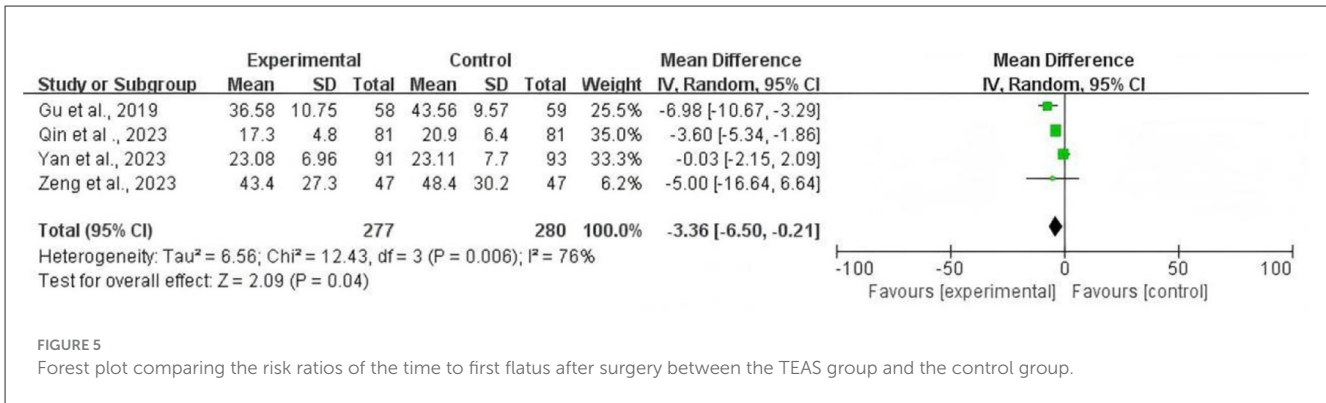 Experimental Control Mean Difference Mean Difference
Study or Subgroup Mean SD Total Mean SD Total Weight IV, Random, 95% CI IV, Random, 95% CI
Gu et al., 2019 36.58 10.75 58 43.56 9.57 59 25.5% -6.98 [-10.67, -3.29]
Qin et al ., 2023 17.3 4.8 81 20.9 6.4 81 35.0% -3.60 [-5.34, -1.86]
Yan et al., 2023 23.08 6.96 91 23.11 7.7 93 33.3% -0.03 [-2.15, 2.09]
Zeng et al., 2023 43.4 27.3 47 48.4 30.2 47 6.2% -5.00 [-16.64, 6.64]
Total (95% CI) 277 280 100.0% -3.36 [-6.50, -0.21]
Heterogeneity: Tau² = 6.56; Chi² = 12.43, df = 3 (P = 0.006); I² = 76%
Test for overall effect: Z = 2.09 (P = 0.04)
-100 -50 0 50 100
Favours [experimental] Favours [control]
FIGURE 5
Forest plot comparing the risk ratios of the time to first flatus after surgery between the TEAS group and the control group.